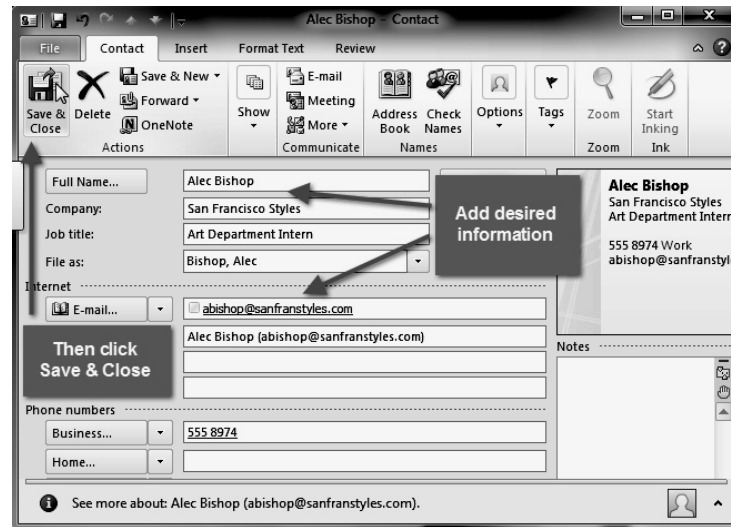 Alec Bishop - Contact
File Contact Insert Format Text Review
Save & Close
Delete
Save & New
Forward
OneNote
Actions
Show
E-mail
Meeting
More
Communicate
Address Book
Check Names
Names
Options
Tags
Zoom
Zoom
Start Inking
Ink
Full Name... Alec Bishop
Company: San Francisco Styles
Job title: Art Department Intern
File as: Bishop, Alec
Add desired
information
Internet
E-mail... abishop@sanfranstyles.com
Alec Bishop (abishop@sanfranstyles.com)
Then click
Save & Close
Phone numbers
Business... 555 8974
Home...
Alec Bishop
San Francisco Styles
Art Department Intern
555 8974 Work
abishop@sanfranstyl
Notes
See more about: Alec Bishop (abishop@sanfranstyles.com).